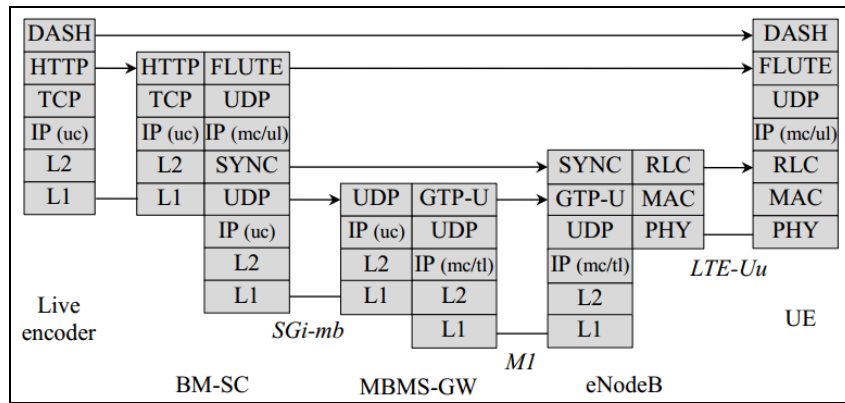 DASH DASH
HTTP HTTP FLUTE FLUTE
TCP TCP UDP UDP
IP (uc) IP (uc) IP (mc/ul) IP (mc/ul)
L2 L2 SYNC SYNC RLC RLC
L1 L1 UDP UDP GTP-U GTP-U MAC MAC
IP (uc) IP (uc) UDP UDP PHY PHY
L2 L2 IP (mc/tl) IP (mc/tl) LTE-Uu
L1 L1 L2 L2
Live
encoder
SGi-mb
L1 L1
UE
M1
BM-SC MBMS-GW eNodeB